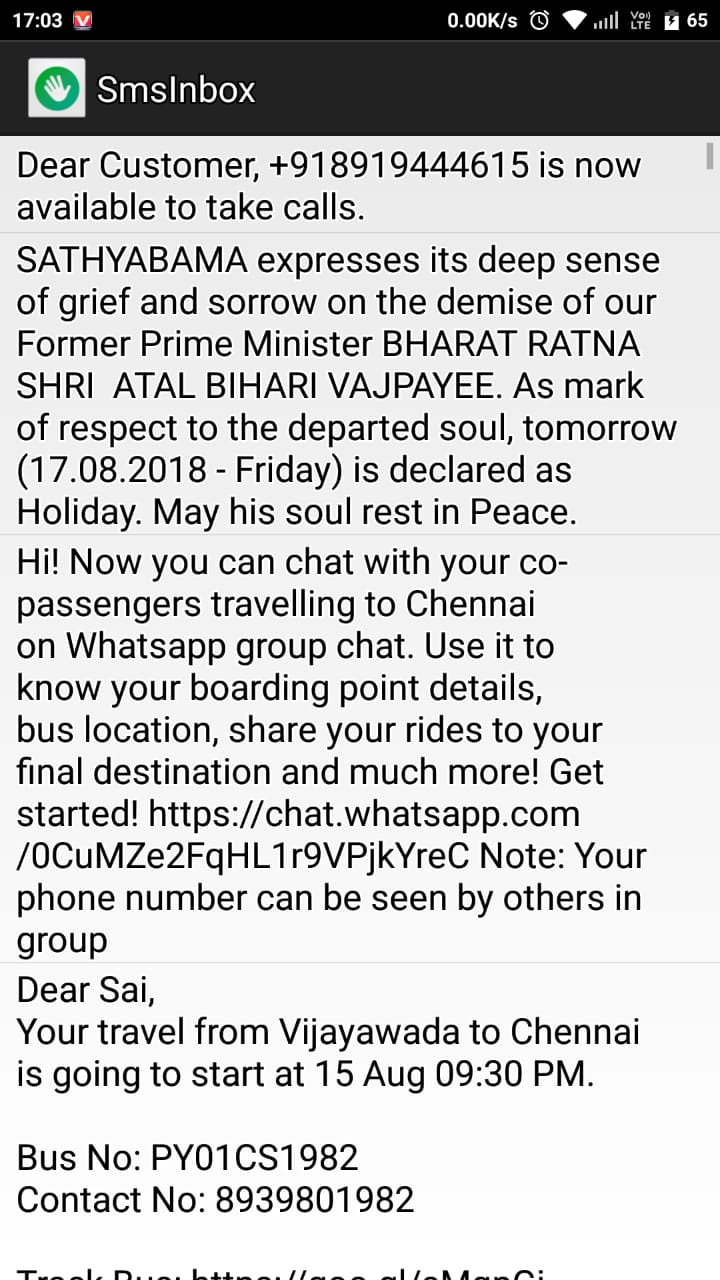 17:03 0.00K/s Vo) LTE 65
SmsInbox
Dear Customer, +918919444615 is now
available to take calls.
SATHYABAMA expresses its deep sense
of grief and sorrow on the demise of our
Former Prime Minister BHARAT RATNA
SHRI  ATAL BIHARI VAJPAYEE. As mark
of respect to the departed soul, tomorrow
(17.08.2018 - Friday) is declared as
Holiday. May his soul rest in Peace.
Hi! Now you can chat with your co-
passengers travelling to Chennai
on Whatsapp group chat. Use it to
know your boarding point details,
bus location, share your rides to your
final destination and much more! Get
started! https://chat.whatsapp.com
/0CuMZe2FqHL1r9VPjkYreC Note: Your
phone number can be seen by others in
group
Dear Sai,
Your travel from Vijayawada to Chennai
is going to start at 15 Aug 09:30 PM.
Bus No: PY01CS1982
Contact No: 8939801982
Track Bus: